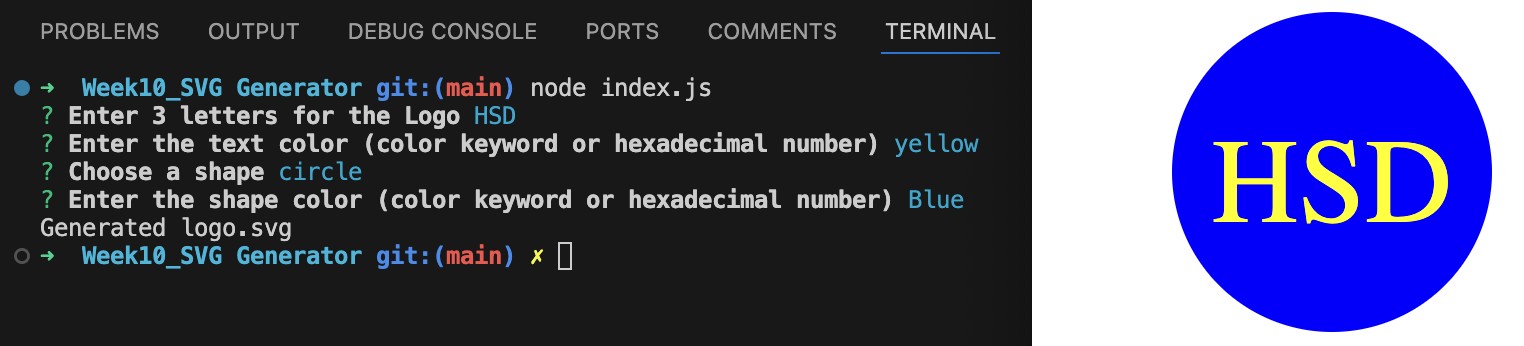 PROBLEMS OUTPUT DEBUG CONSOLE PORTS COMMENTS TERMINAL
➜ Week10_SVG Generator git:(main) node index.js
? Enter 3 letters for the Logo HSD
? Enter the text color (color keyword or hexadecimal number) yellow
? Choose a shape circle
? Enter the shape color (color keyword or hexadecimal number) Blue
Generated logo.svg
➜ Week10_SVG Generator git:(main) ✗
HSD